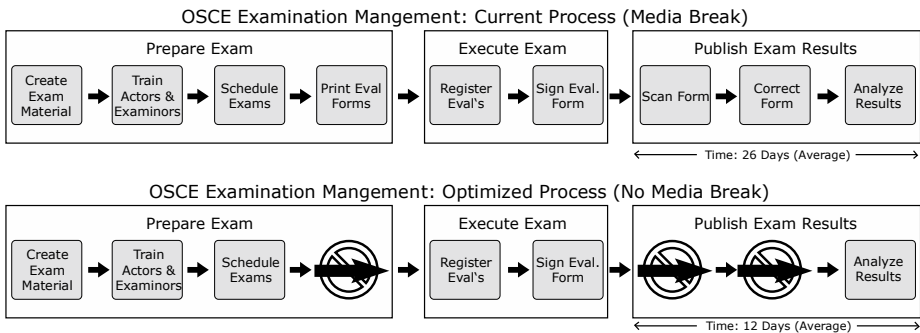 OSCE Examination Mangement: Current Process (Media Break)
Prepare Exam
Create
Exam
Material
Train
Actors &
Examinors
Schedule
Exams
Print Eval
Forms
Execute Exam
Register
Eval's
Sign Eval.
Form
Publish Exam Results
Scan Form
Correct
Form
Analyze
Results
Time: 26 Days (Average)
OSCE Examination Mangement: Optimized Process (No Media Break)
Prepare Exam
Create
Exam
Material
Train
Actors &
Examinors
Schedule
Exams
Execute Exam
Register
Eval's
Sign Eval.
Form
Publish Exam Results
Analyze
Results
Time: 12 Days (Average)